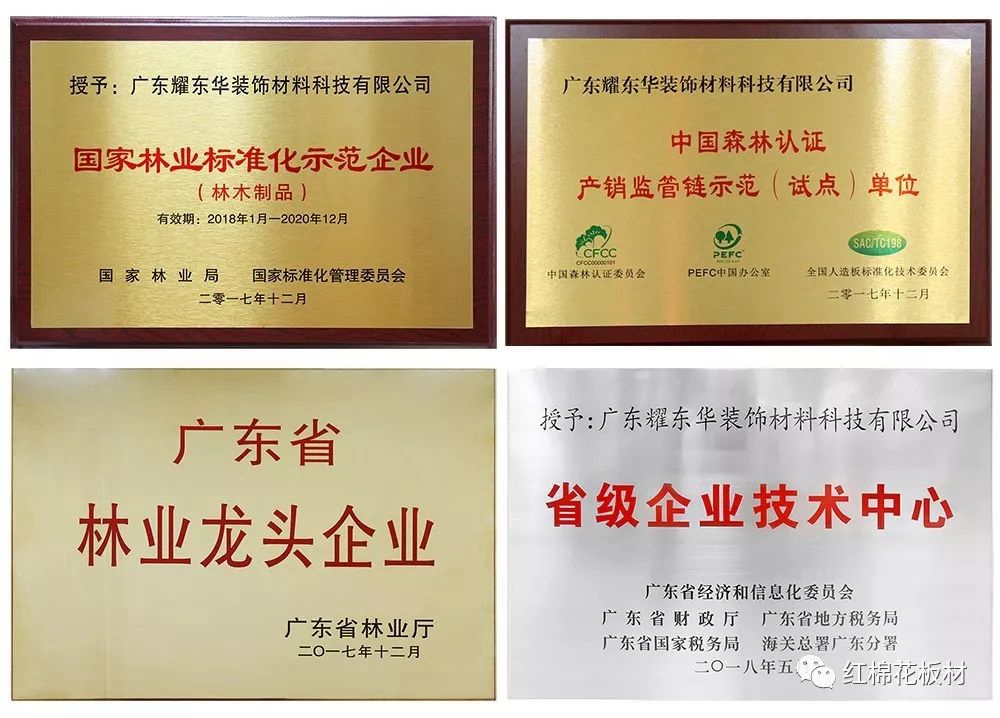 授予：广东耀东华装饰材料科技有限公司
国家林业标准化示范企业
（林木制品）
有效期：2018年1月—2020年12月
国家林业局 国家标准化管理委员会
二零一七年十二月
广东耀东华装饰材料科技有限公司
中国森林认证
产销监管链示范（试点）单位
CFCC
CFCC00000101
中国森林认证委员会
PEFC
PEFC中国办公室
SAC/TC198
全国人造板标准化技术委员会
二零一七年十二月
广东省
林业龙头企业
广东省林业厅
二〇一七年十二月
授予：广东耀东华装饰材料科技有限公司
省级企业技术中心
广东省经济和信息化委员会
广东省财政厅 广东省地方税务局
广东省国家税务局 海关总署广东分署
二〇一八年五
红棉花板材